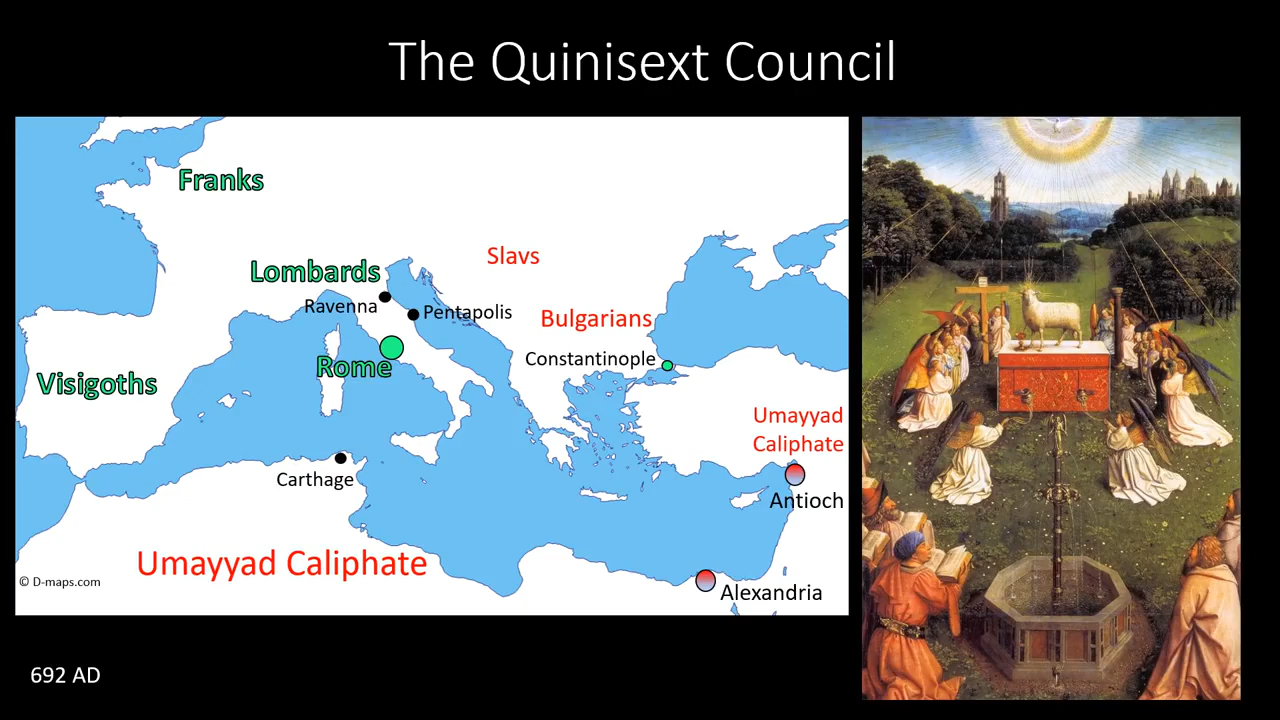 The Quinisext Council
Franks
Slavs
Lombards
Ravenna
Pentapolis
Bulgarians
Constantinople
Rome
Visigoths
Umayyad
Caliphate
Carthage
Antioch
Umayyad Caliphate
© D-maps.com
Alexandria
692 AD